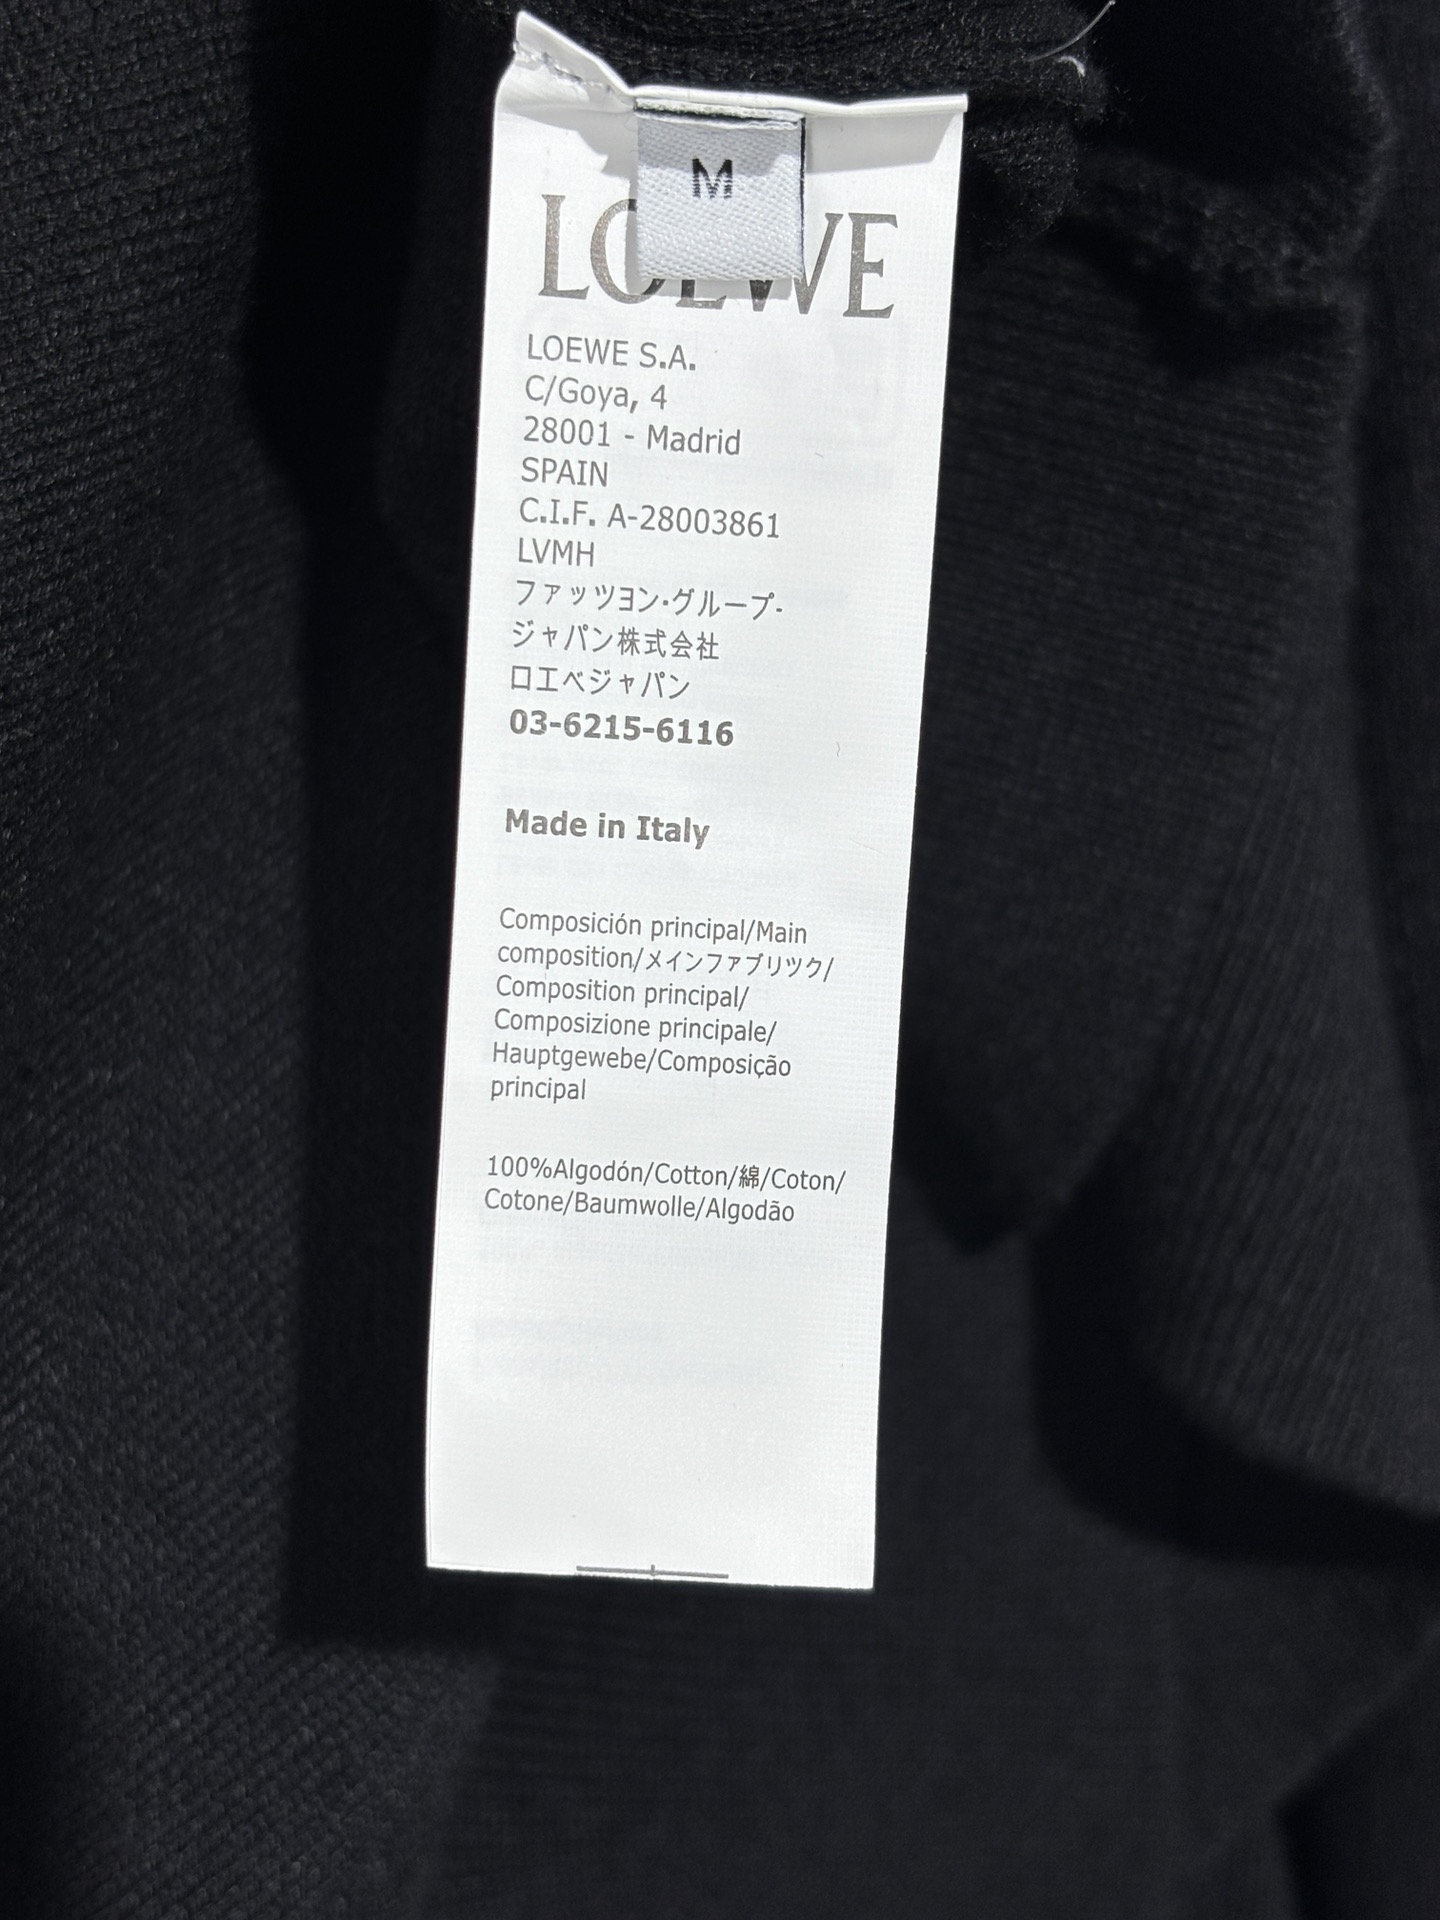 M
LOEWE
LOEWE S.A.
C/Goya, 4
28001 - Madrid
SPAIN
C.I.F. A-28003861
LVMH
ファッツヨン·グループ-
ジャパン株式会社
ロエベジャパン
03-6215-6116
Made in Italy
Composición principal/Main
composition/メインファブリツク/
Composition principal/
Composizione principale/
Hauptgewebe/Composição
principal
100%Algodón/Cotton/綿/Coton/
Cotone/Baumwolle/Algodão